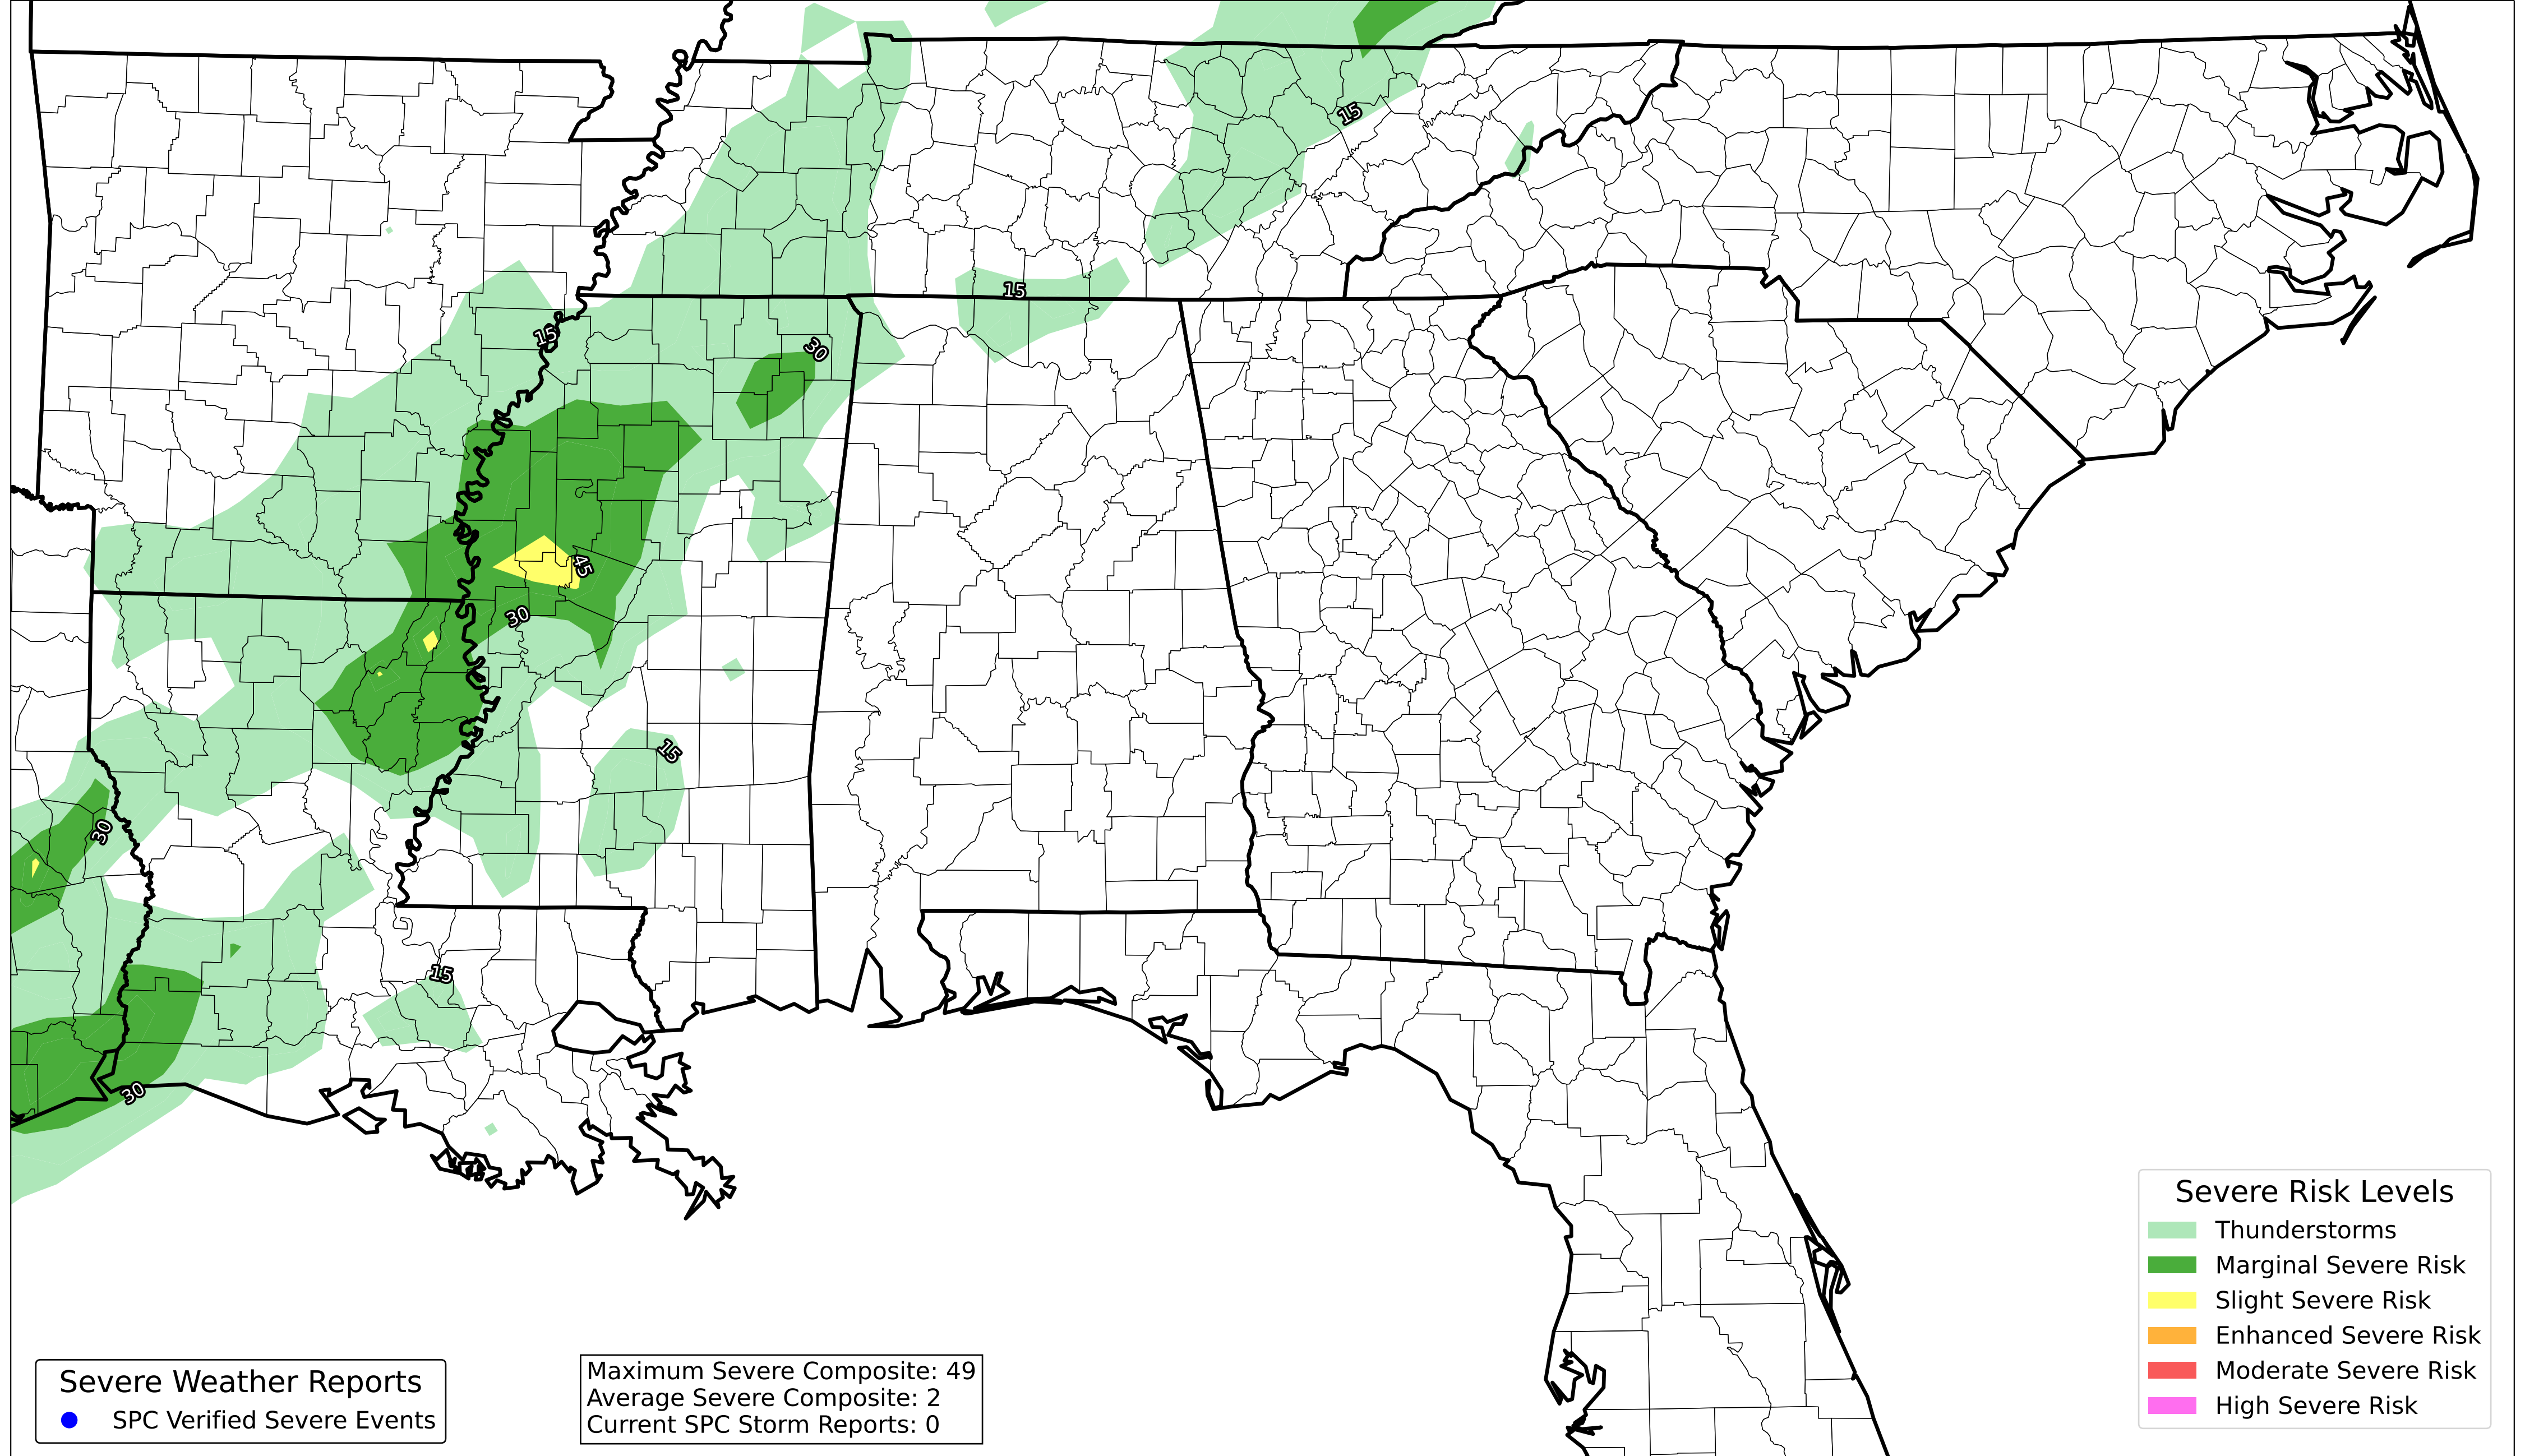 15
15
15
30
45
30
15
30
15
30
Severe Risk Levels
Thunderstorms
Marginal Severe Risk
Slight Severe Risk
Enhanced Severe Risk
Moderate Severe Risk
High Severe Risk
Severe Weather Reports
SPC Verified Severe Events
Maximum Severe Composite: 49
Average Severe Composite: 2
Current SPC Storm Reports: 0